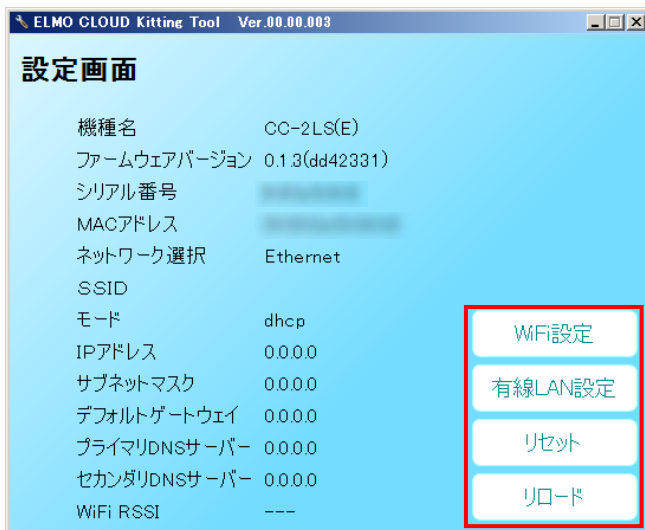 ELMO CLOUD Kitting Tool Ver.00.00.003
設定画面
機種名 CC-2LS(E)
ファームウェアバージョン 0.1.3(dd42331)
シリアル番号
MACアドレス
ネットワーク選択 Ethernet
SSID
モード dhcp
WiFi設定
IPアドレス 0.0.0.0
サブネットマスク 0.0.0.0
有線LAN設定
デフォルトゲートウェイ 0.0.0.0
プライマリDNSサーバー 0.0.0.0
リセット
セカンダリDNSサーバー 0.0.0.0
リロード
WiFi RSSI ---